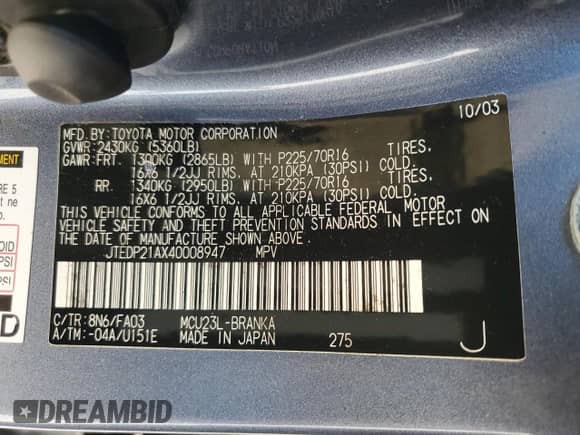 10/03
MFD.BY:TOYOTA MOTOR CORPORATION
GVWR:2430KG (5360LB)
GAWR:FRT. 1300KG (2865LB) WITH P225/70R16 TIRES,
16X6 1/2JJ RIMS, AT 210KPA (30PSI) COLD.
RR. 1340KG (2950LB) WITH P225/70R16 TIRES,
16X6 1/2JJ RIMS, AT 210KPA (30PSI) COLD.
THIS VEHICLE CONFORMS TO ALL APPLICABLE FEDERAL MOTOR
VEHICLE SAFETY AND THEFT PREVENTION STANDARDS IN EFFECT ON
THE DATE OF MANUFACTURE SHOWN ABOVE.
JTEDP21AX40008947 MPV
C/TR: 8N6/FA03 MCU23L-BRANKA
A/TM:-04A/U151E MADE IN JAPAN 275 J
DREAMBID